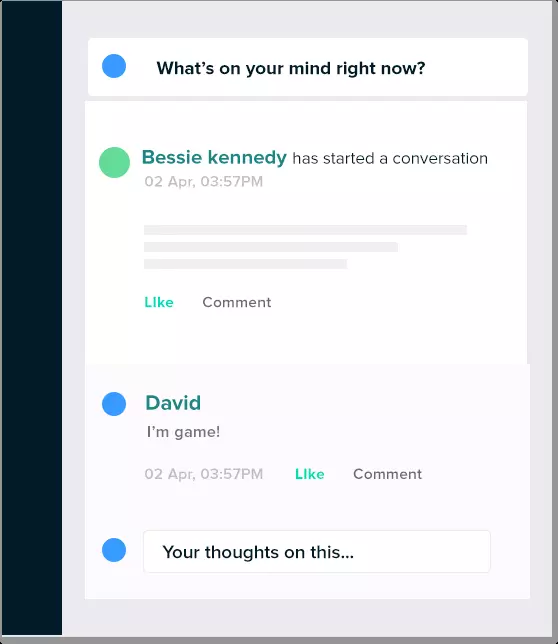 What's on your mind right now?
Bessie kennedy has started a conversation
02 Apr, 03:57PM
LIke Comment
David
I'm game!
02 Apr, 03:57PM LIke Comment
Your thoughts on this...